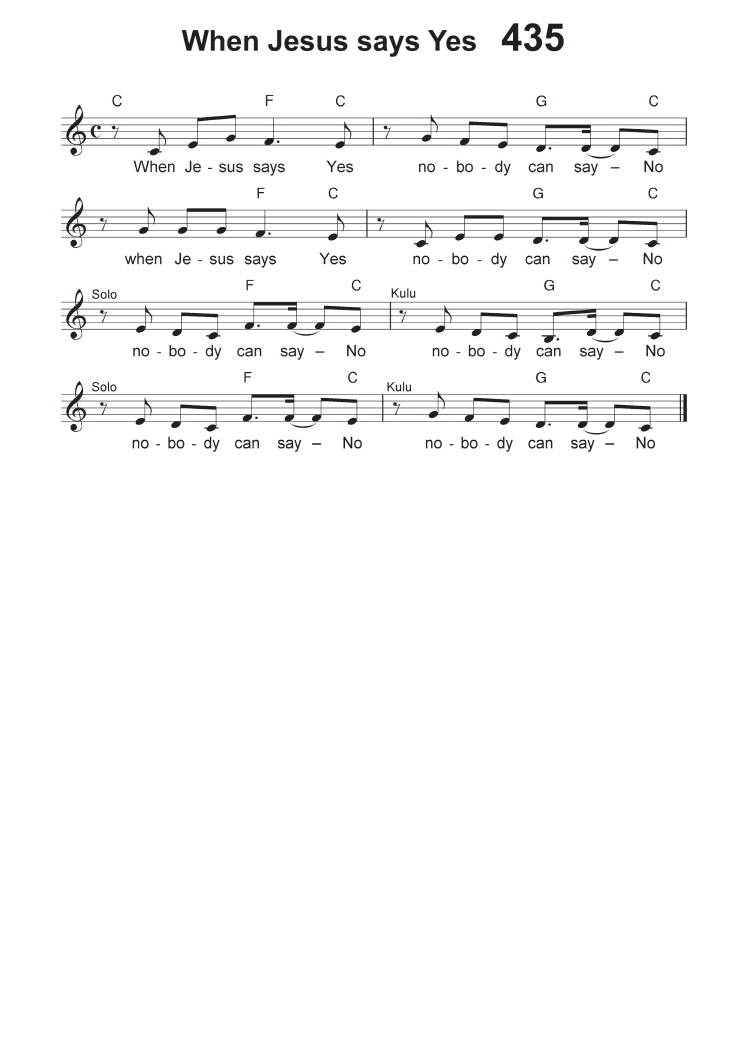 When Jesus says Yes 435
C F C G C
When Je - sus says Yes no - bo - dy can say – No
F C G C
when Je - sus says Yes no - bo - dy can say – No
Solo F C Kulu G C
no - bo - dy can say – No no - bo - dy can say – No
Solo F C Kulu G C
no - bo - dy can say – No no - bo - dy can say – No